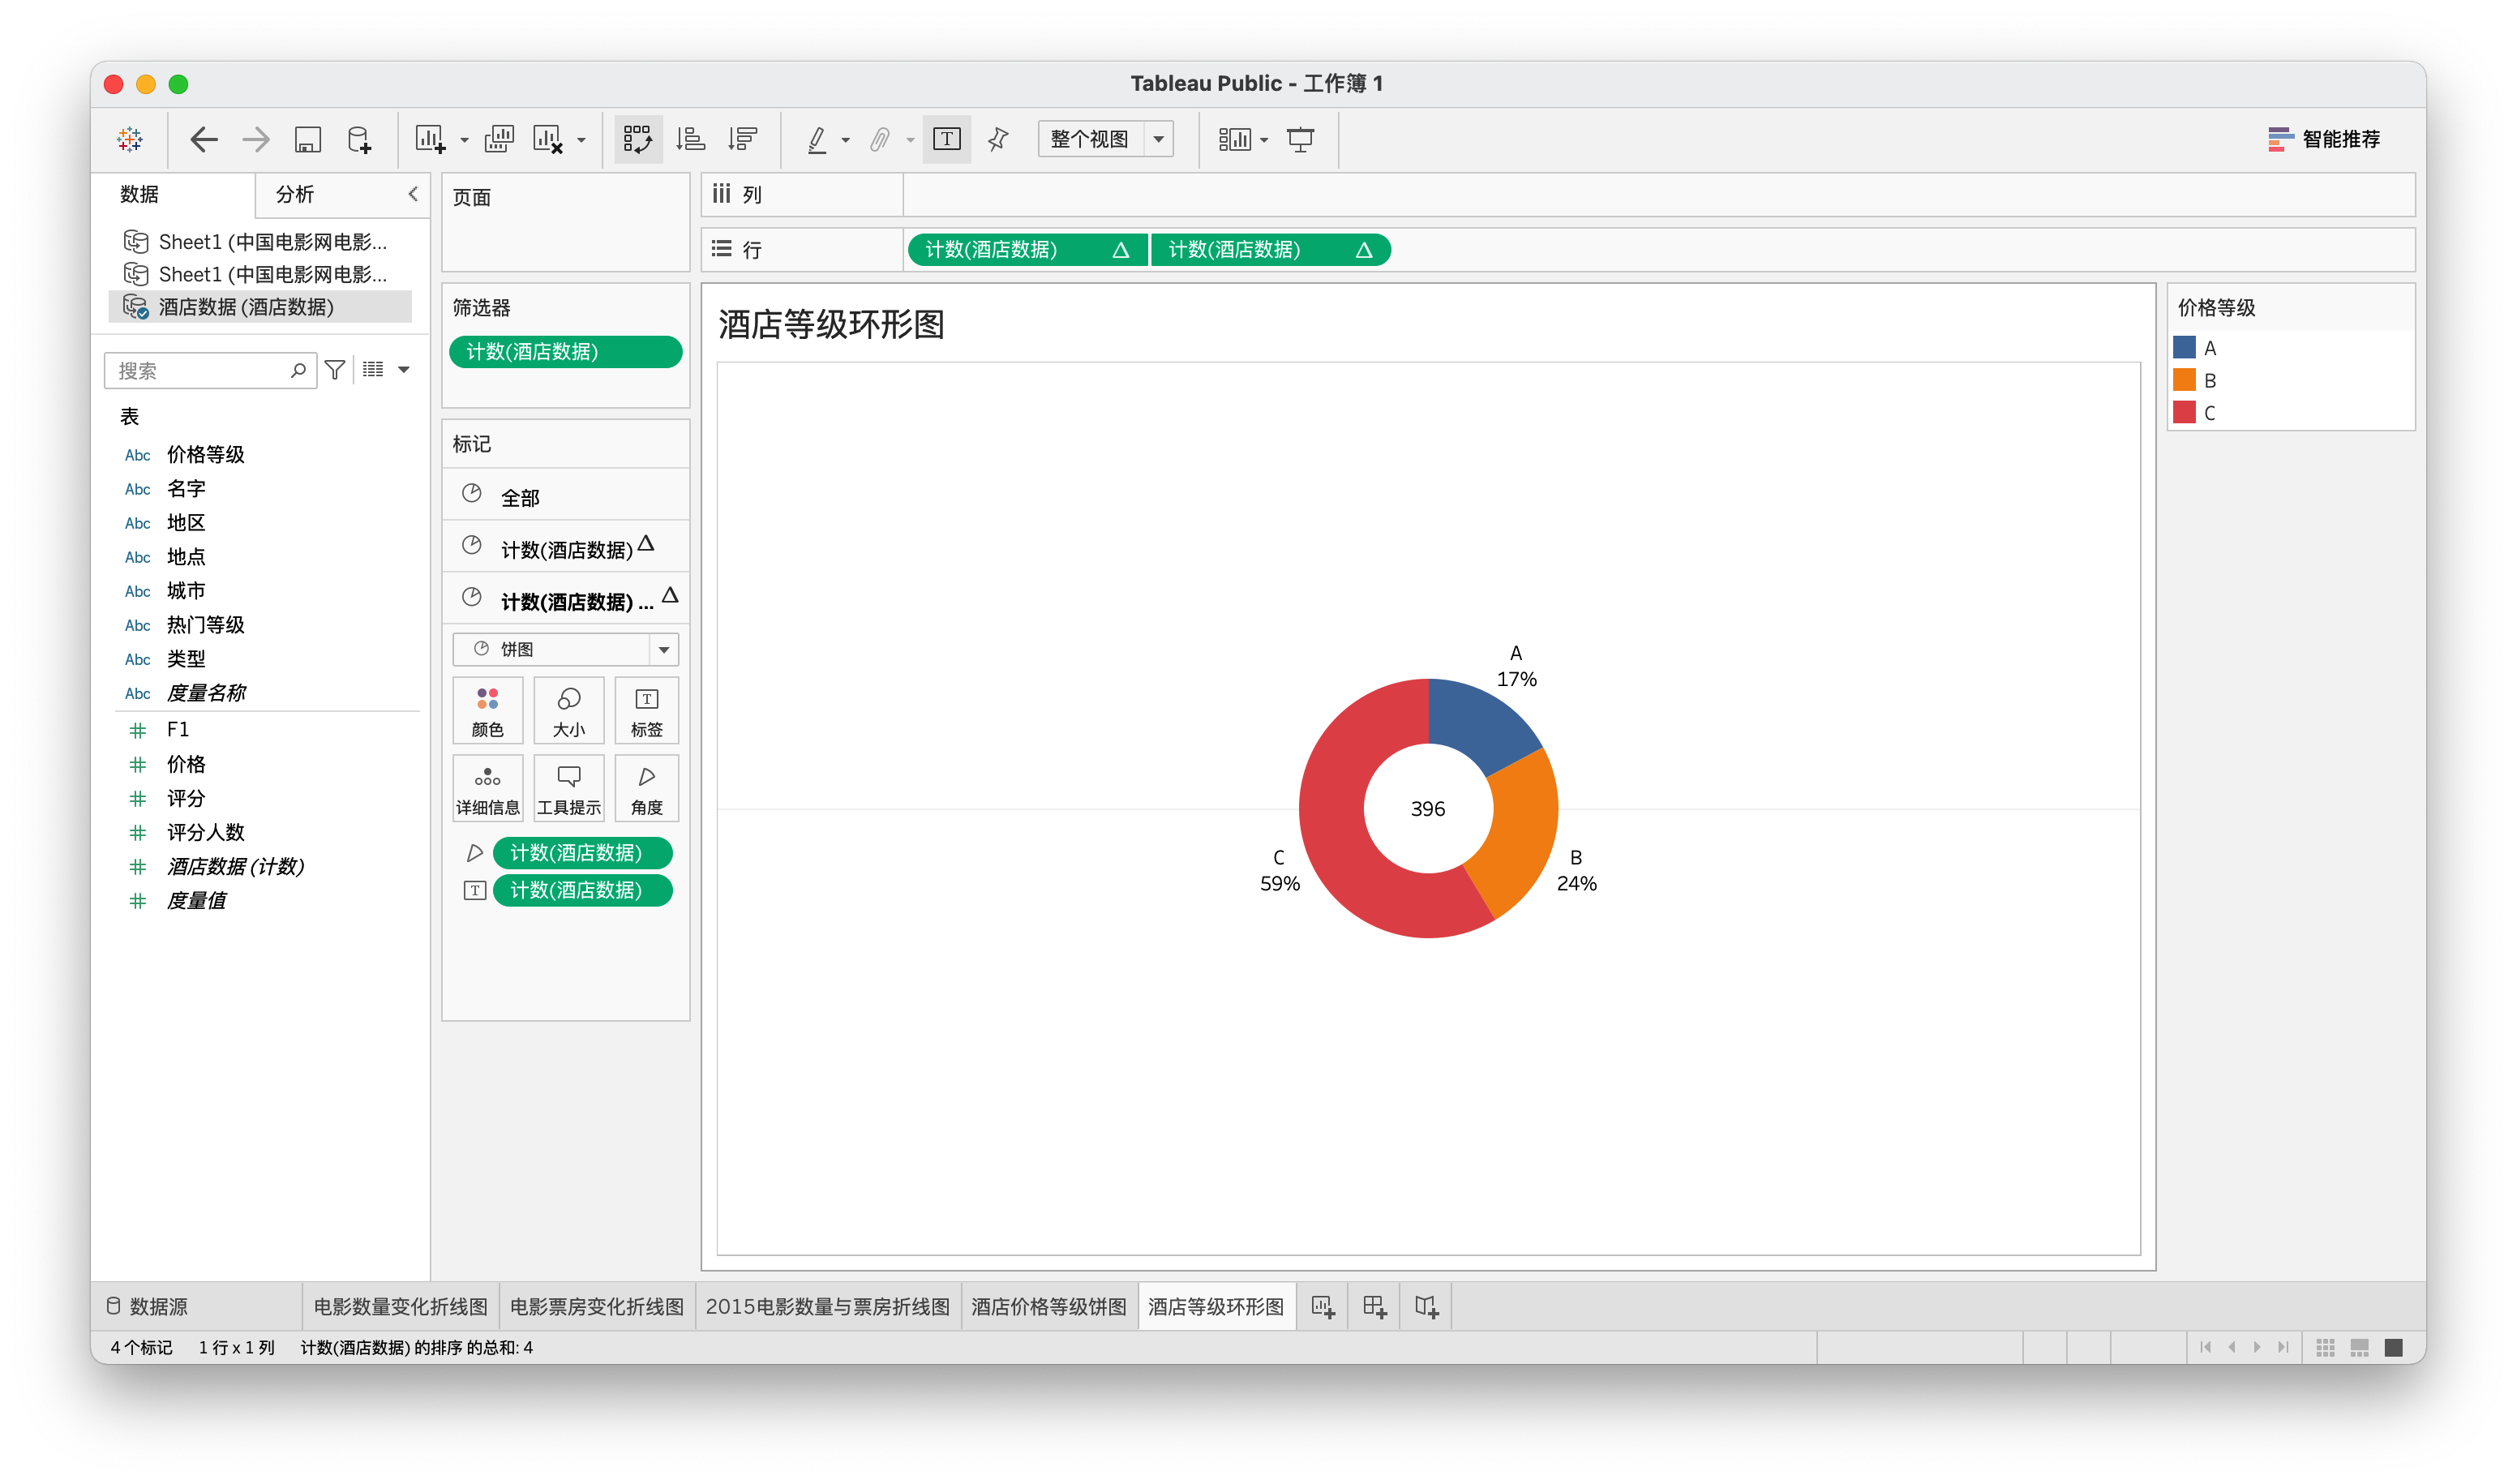 Tableau Public - 工作簿 1
整个视图
智能推荐
数据
分析
Sheet1 (中国电影网电影...
Sheet1 (中国电影网电影...
酒店数据 (酒店数据)
搜索
表
Abc 价格等级
Abc 名字
Abc 地区
Abc 地点
Abc 城市
Abc 热门等级
Abc 类型
Abc 度量名称
F1
价格
评分
评分人数
酒店数据 (计数)
度量值
页面
筛选器
计数(酒店数据)
标记
全部
计数(酒店数据)
计数(酒店数据) ...
饼图
颜色
大小
T
标签
详细信息
工具提示
角度
计数(酒店数据)
T 计数(酒店数据)
列
行
计数(酒店数据)
计数(酒店数据)
酒店等级环形图
A
17%
396
C
59%
B
24%
价格等级
A
B
C
数据源
电影数量变化折线图
电影票房变化折线图
2015电影数量与票房折线图
酒店价格等级饼图
酒店等级环形图
4 个标记
1 行 x 1 列
计数(酒店数据) 的排序 的总和: 4